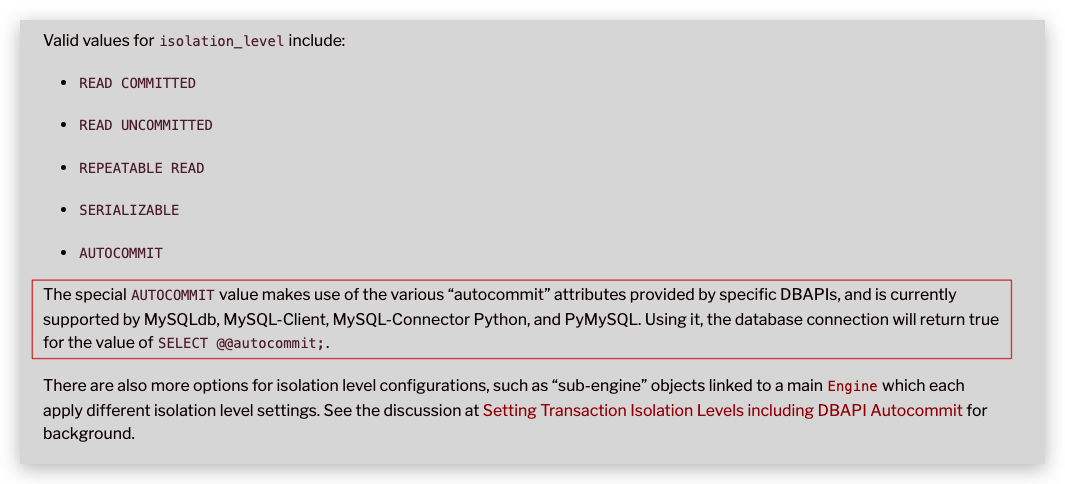 Valid values for isolation_level include:
• READ COMMITTED
• READ UNCOMMITTED
• REPEATABLE READ
• SERIALIZABLE
• AUTOCOMMIT
The special AUTOCOMMIT value makes use of the various “autocommit” attributes provided by specific DBAPIs, and is currently
supported by MySQLdb, MySQL-Client, MySQL-Connector Python, and PyMySQL. Using it, the database connection will return true
for the value of SELECT @@autocommit;.
There are also more options for isolation level configurations, such as “sub-engine” objects linked to a main Engine which each
apply different isolation level settings. See the discussion at Setting Transaction Isolation Levels including DBAPI Autocommit for
background.